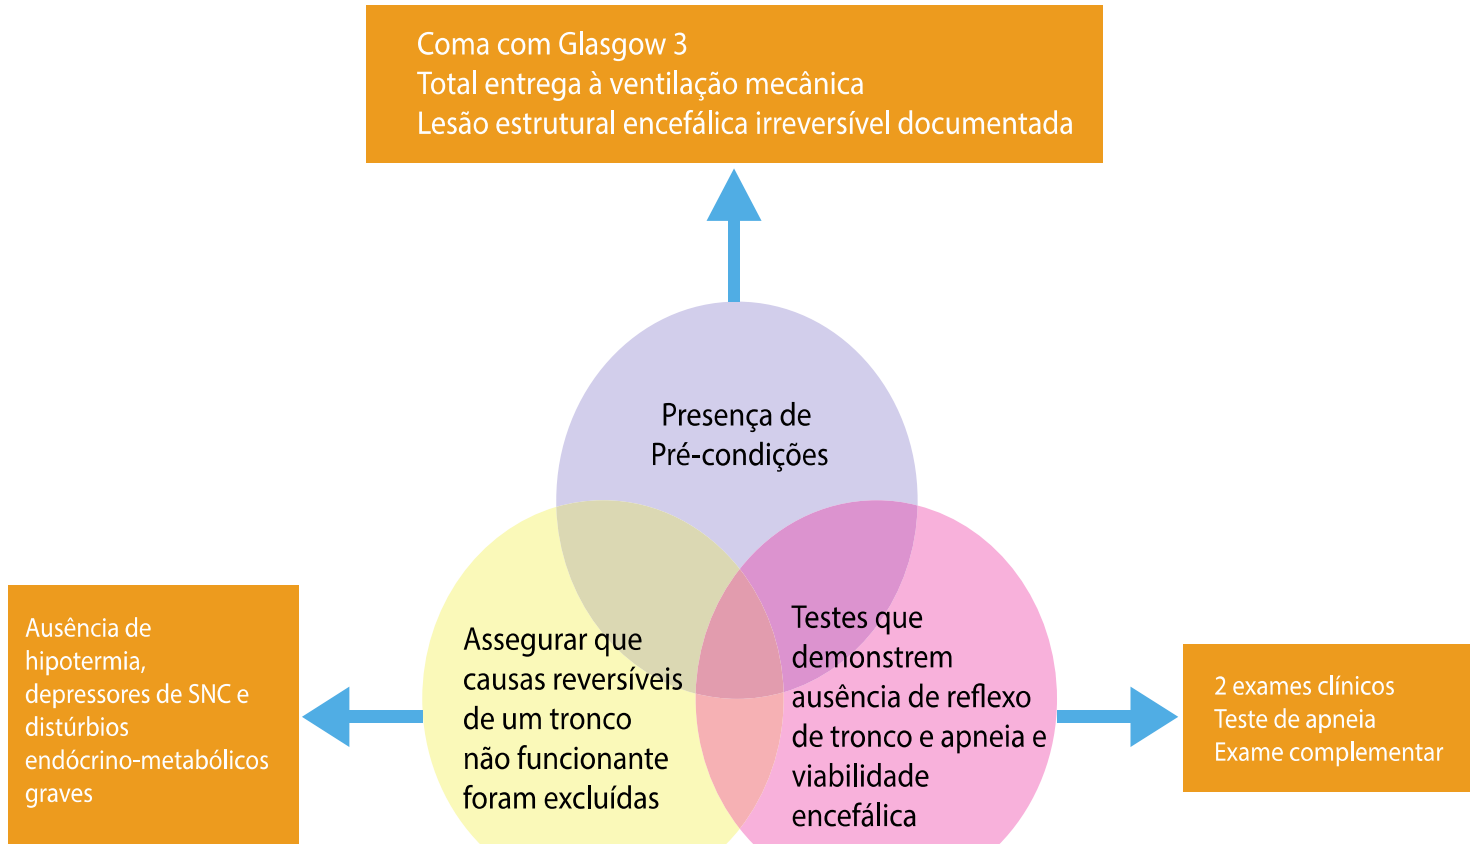 Coma com Glasgow 3
Total entrega à ventilação mecânica
Lesão estrutural encefálica irreversível documentada
Presença de
Pré-condições
Assegurar que
causas reversíveis
de um tronco
não funcionante
foram excluídas
Testes que
demonstrem
ausência de reflexo
de tronco e apneia e
viabilidade
encefálica
Ausência de
hipotermia,
depressores de SNC e
distúrbios
endócrino-metabólicos
graves
2 exames clínicos
Teste de apneia
Exame complementar